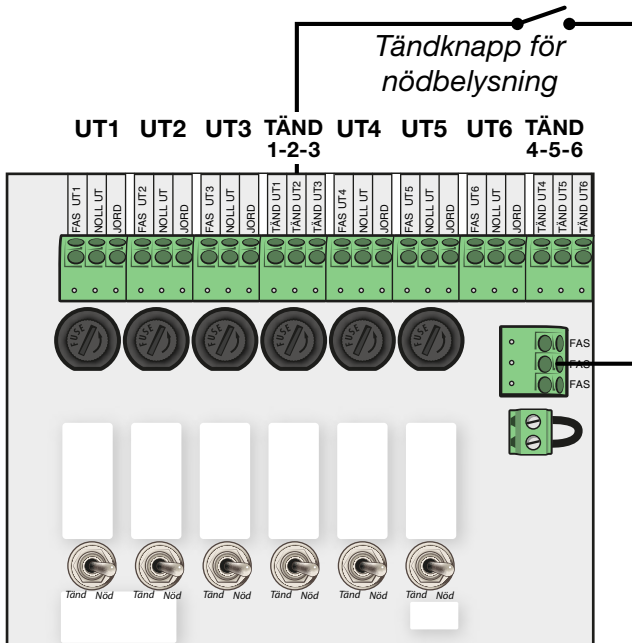 Tändknapp för
nödbelysning
UT1 UT2 UT3 TÄND 1-2-3 UT4 UT5 UT6 TÄND 4-5-6
FAS UT1
NOLL UT
JORD
FAS UT2
NOLL UT
JORD
FAS UT3
NOLL UT
JORD
TÄND UT1
TÄND UT2
TÄND UT3
FAS UT4
NOLL UT
JORD
FAS UT5
NOLL UT
JORD
FAS UT6
NOLL UT
JORD
TÄND UT4
TÄND UT5
TÄND UT6
FUSE FUSE FUSE FUSE FUSE FUSE
FAS
FAS
FAS
Tänd Nöd Tänd Nöd Tänd Nöd Tänd Nöd Tänd Nöd Tänd Nöd